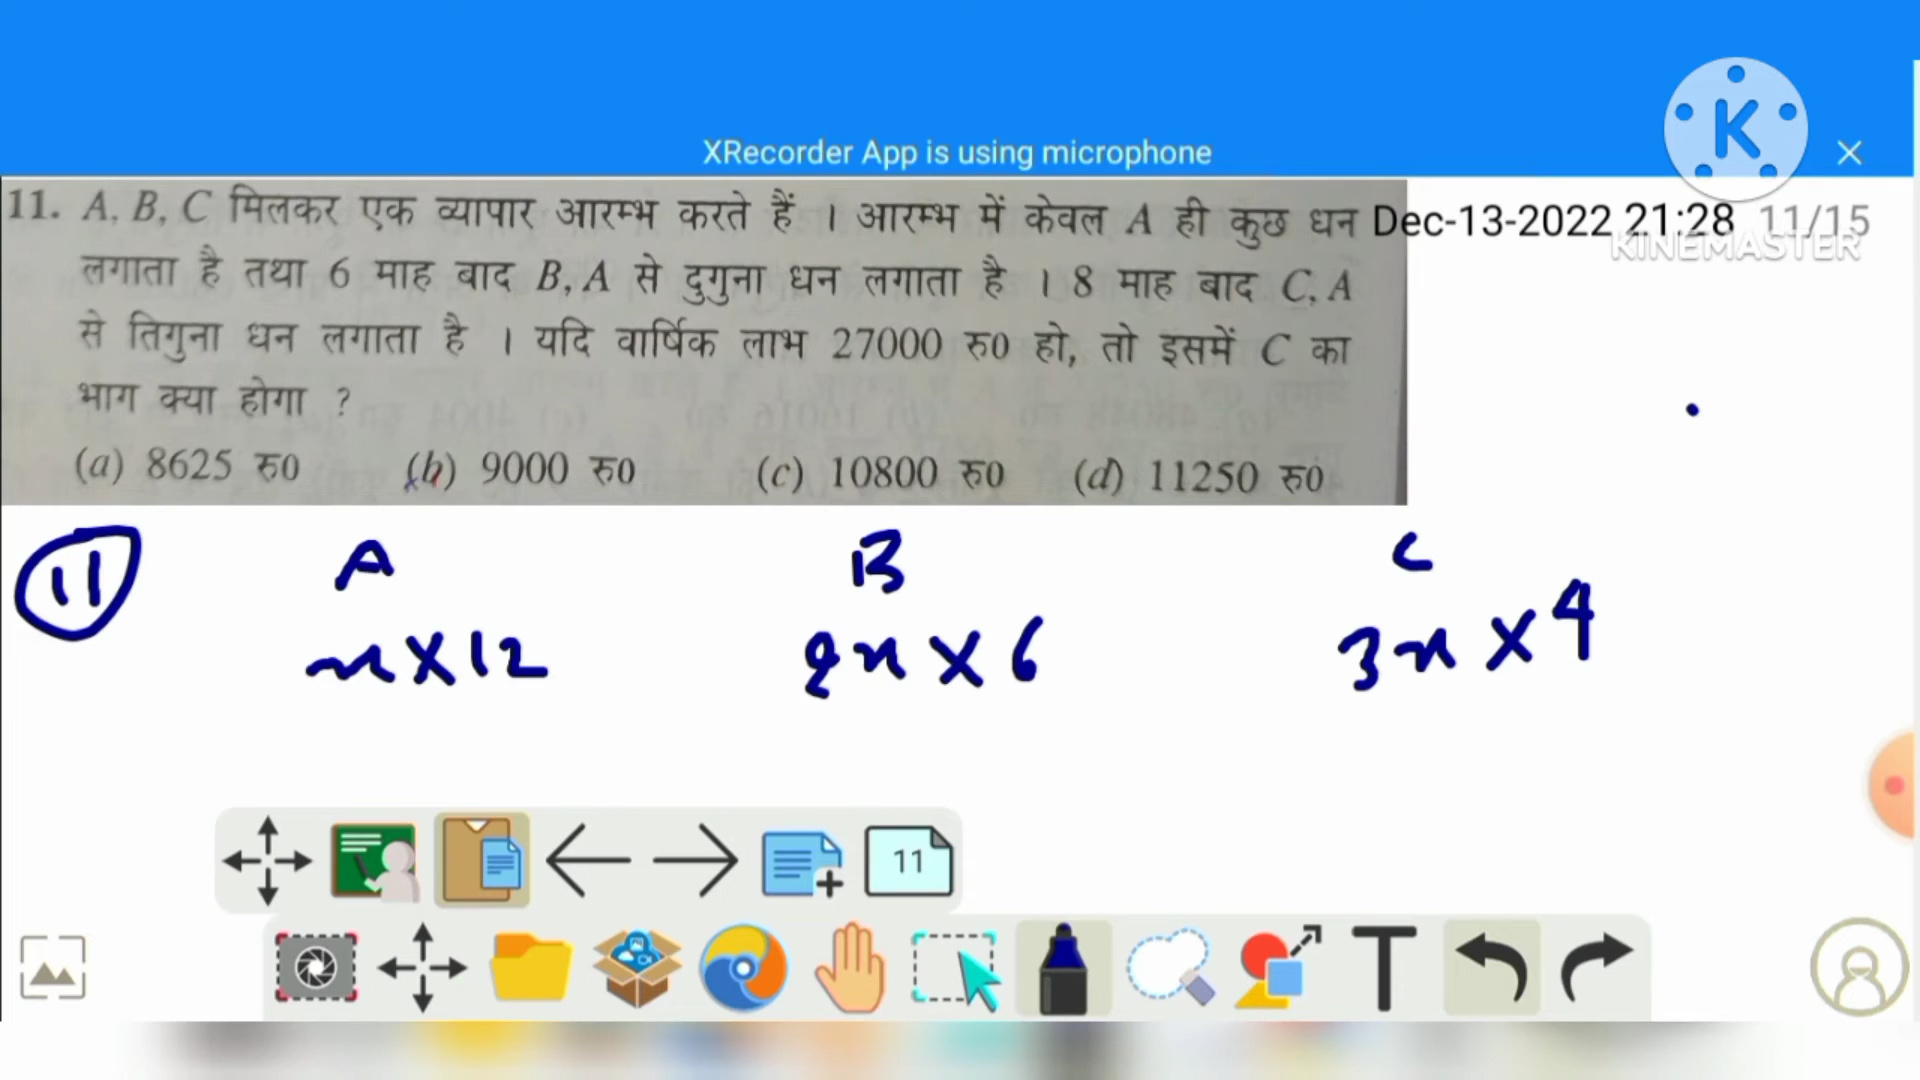 XRecorder App is using microphone
11. A, B, C मिलकर एक व्यापार आरम्भ करते हैं । आरम्भ में केवल A ही कुछ धन
लगाता है तथा 6 माह बाद B, A से दुगुना धन लगाता है । 8 माह बाद C, A
से तिगुना धन लगाता है । यदि वार्षिक लाभ 27000 रु0 हो, तो इसमें C का
भाग क्या होगा ?
(a) 8625 रु0 (b) 9000 रु0 (c) 10800 रु0 (d) 11250 रु0
Dec-13-2022 21:28 11/15
KINEMASTER
K
11 A B C
x X 12 2x X 6 3x X 4
11
T